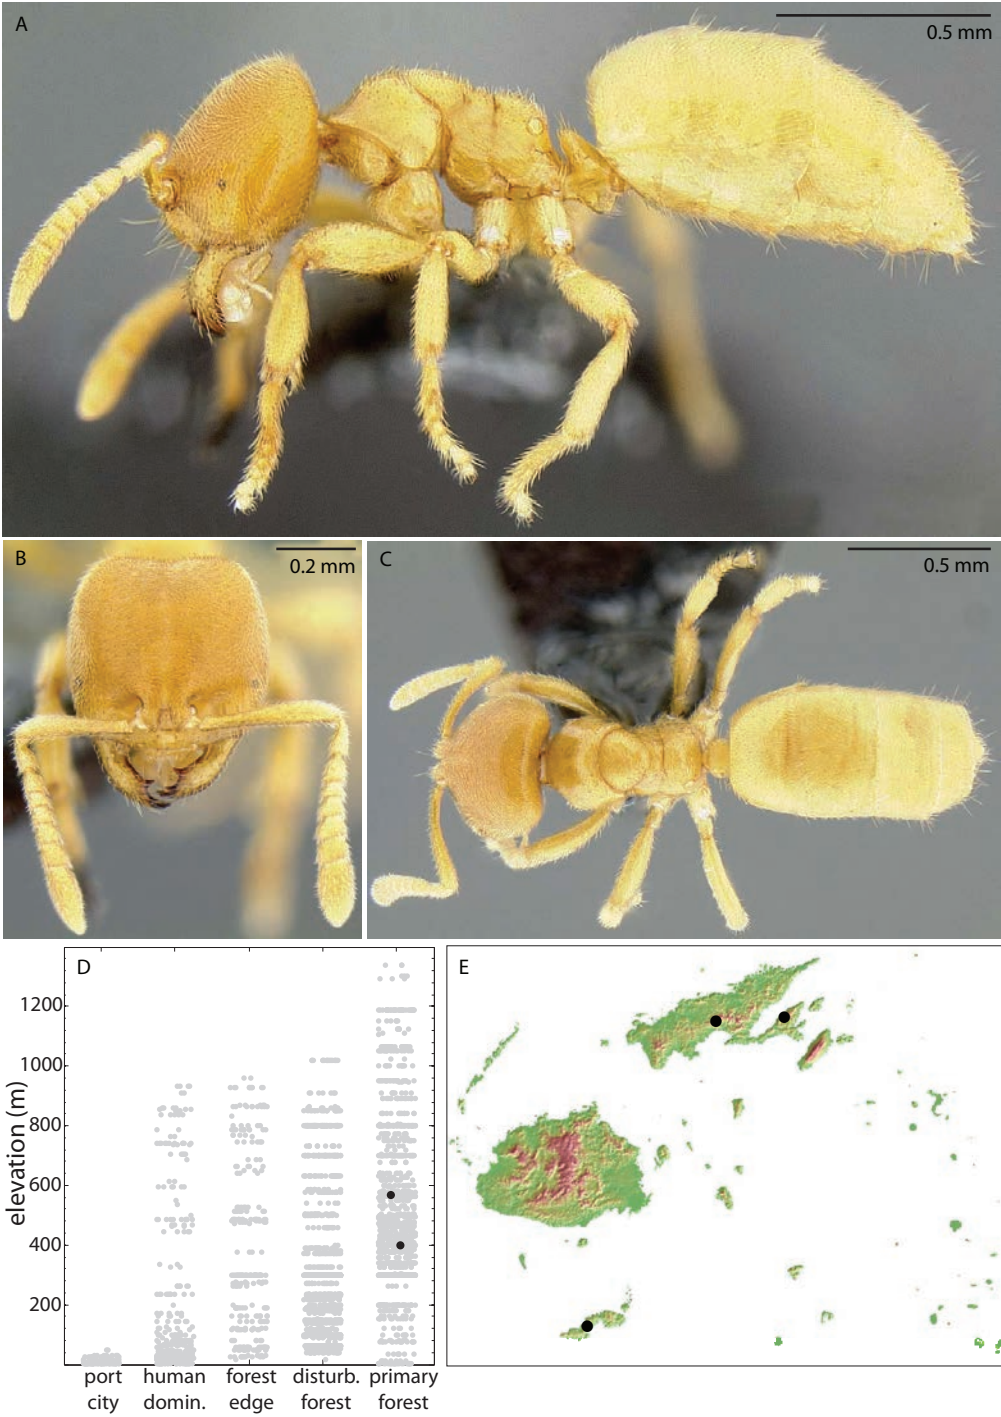 A
0.5 mm
B
0.2 mm
C
0.5 mm
D
elevation (m)
1200
1000
800
600
400
200
port city
human domin.
forest edge
disturb. forest
primary forest
E